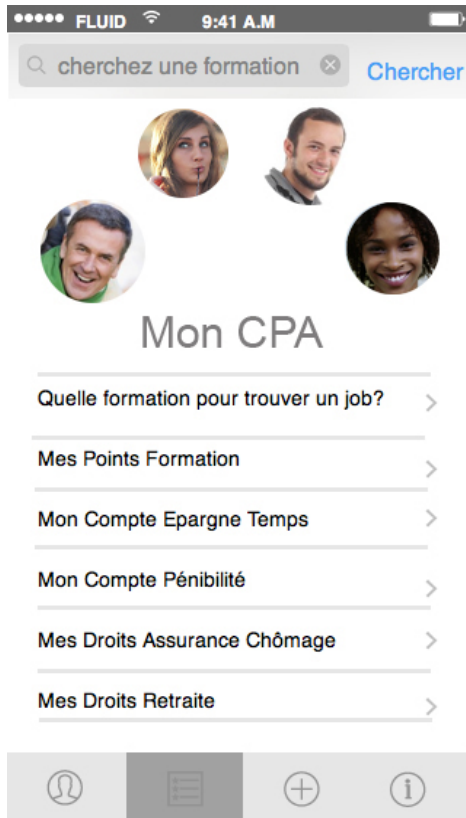 FLUID 9:41 A.M
cherchez une formation Chercher
Mon CPA
Quelle formation pour trouver un job?
Mes Points Formation
Mon Compte Epargne Temps
Mon Compte Pénibilité
Mes Droits Assurance Chômage
Mes Droits Retraite